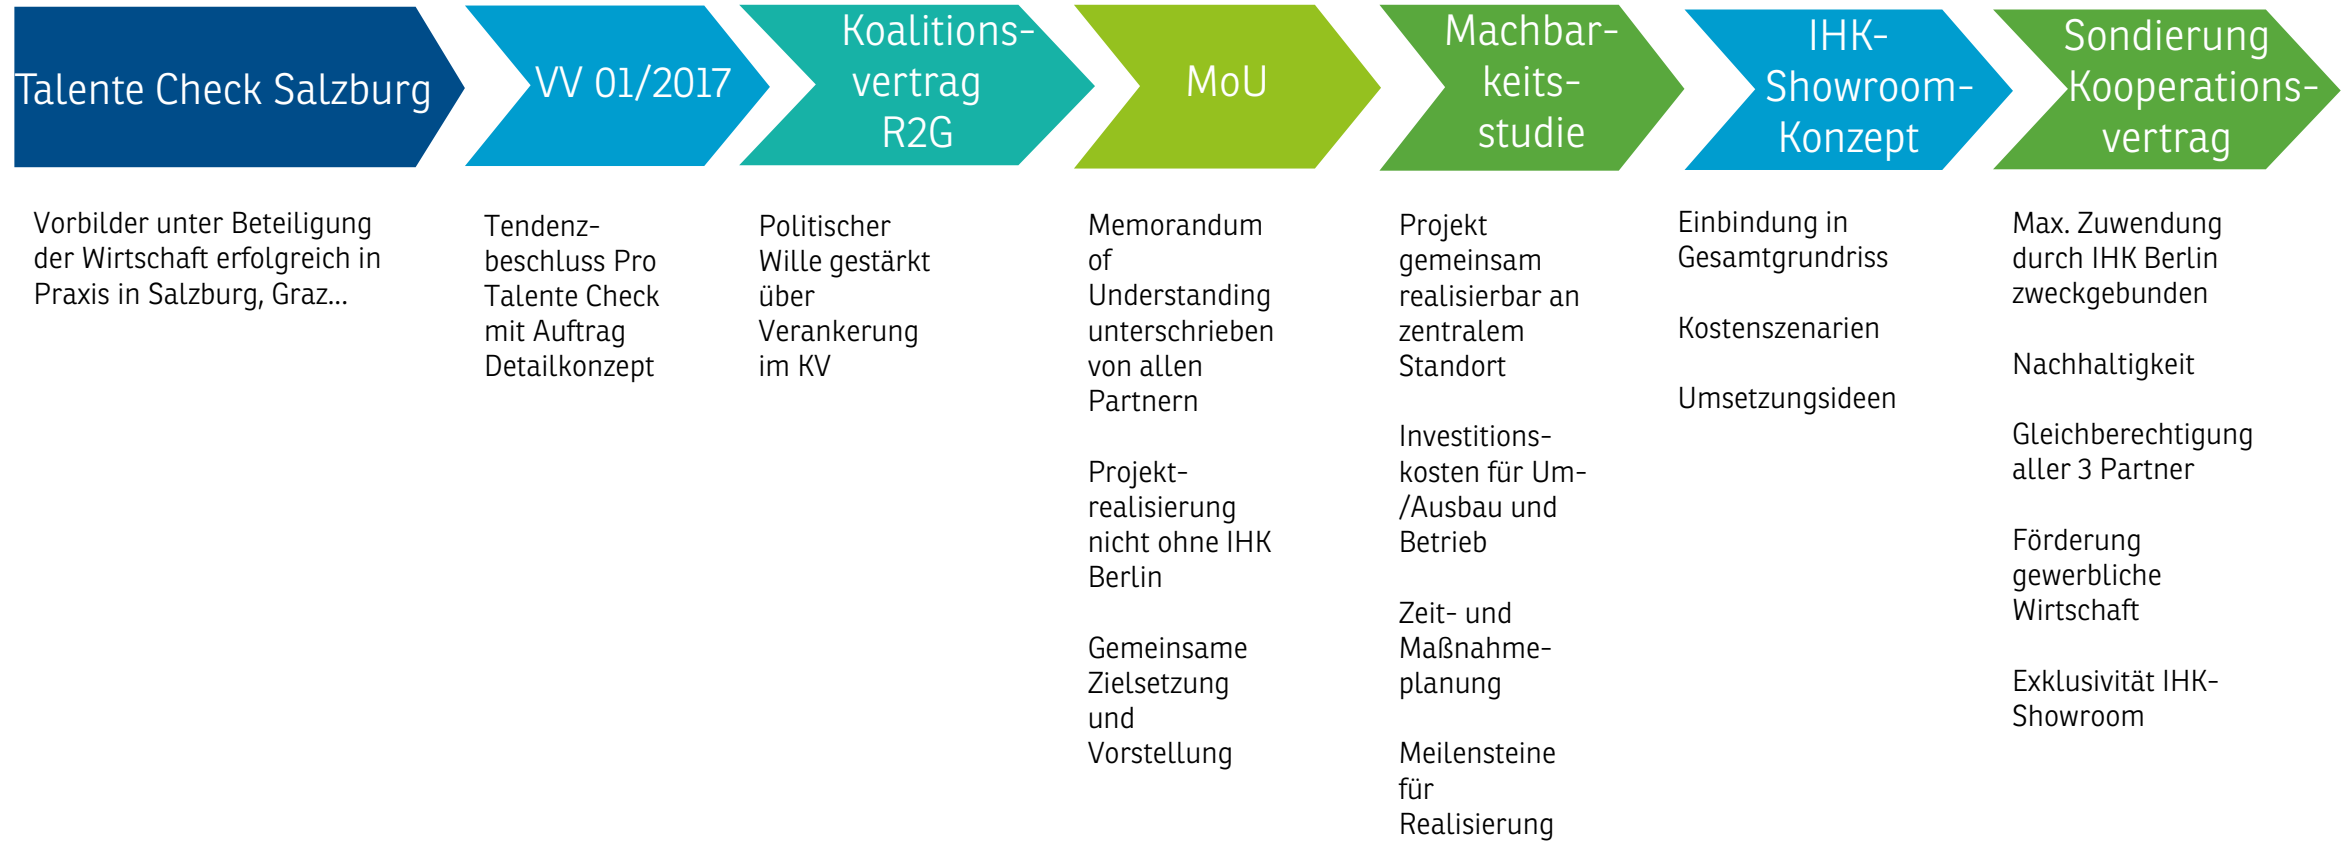 Talente Check Salzburg
VV 01/2017
Koalitions-
vertrag
R2G
MoU
Machbar-
keits-
studie
IHK-
Showroom-
Konzept
Sondierung
Kooperations-
vertrag
Vorbilder unter Beteiligung
der Wirtschaft erfolgreich in
Praxis in Salzburg, Graz...
Tendenz-
beschluss Pro
Talente Check
mit Auftrag
Detailkonzept
Politischer
Wille gestärkt
über
Verankerung
im KV
Memorandum
of
Understanding
unterschrieben
von allen
Partnern
Projekt-
realisierung
nicht ohne IHK
Berlin
Gemeinsame
Zielsetzung
und
Vorstellung
Projekt
gemeinsam
realisierbar an
zentralem
Standort
Investitions-
kosten für Um-
/Ausbau und
Betrieb
Zeit- und
Maßnahme-
planung
Meilensteine
für
Realisierung
Einbindung in
Gesamtgrundriss
Kostenszenarien
Umsetzungsideen
Max. Zuwendung
durch IHK Berlin
zweckgebunden
Nachhaltigkeit
Gleichberechtigung
aller 3 Partner
Förderung
gewerbliche
Wirtschaft
Exklusivität IHK-
Showroom